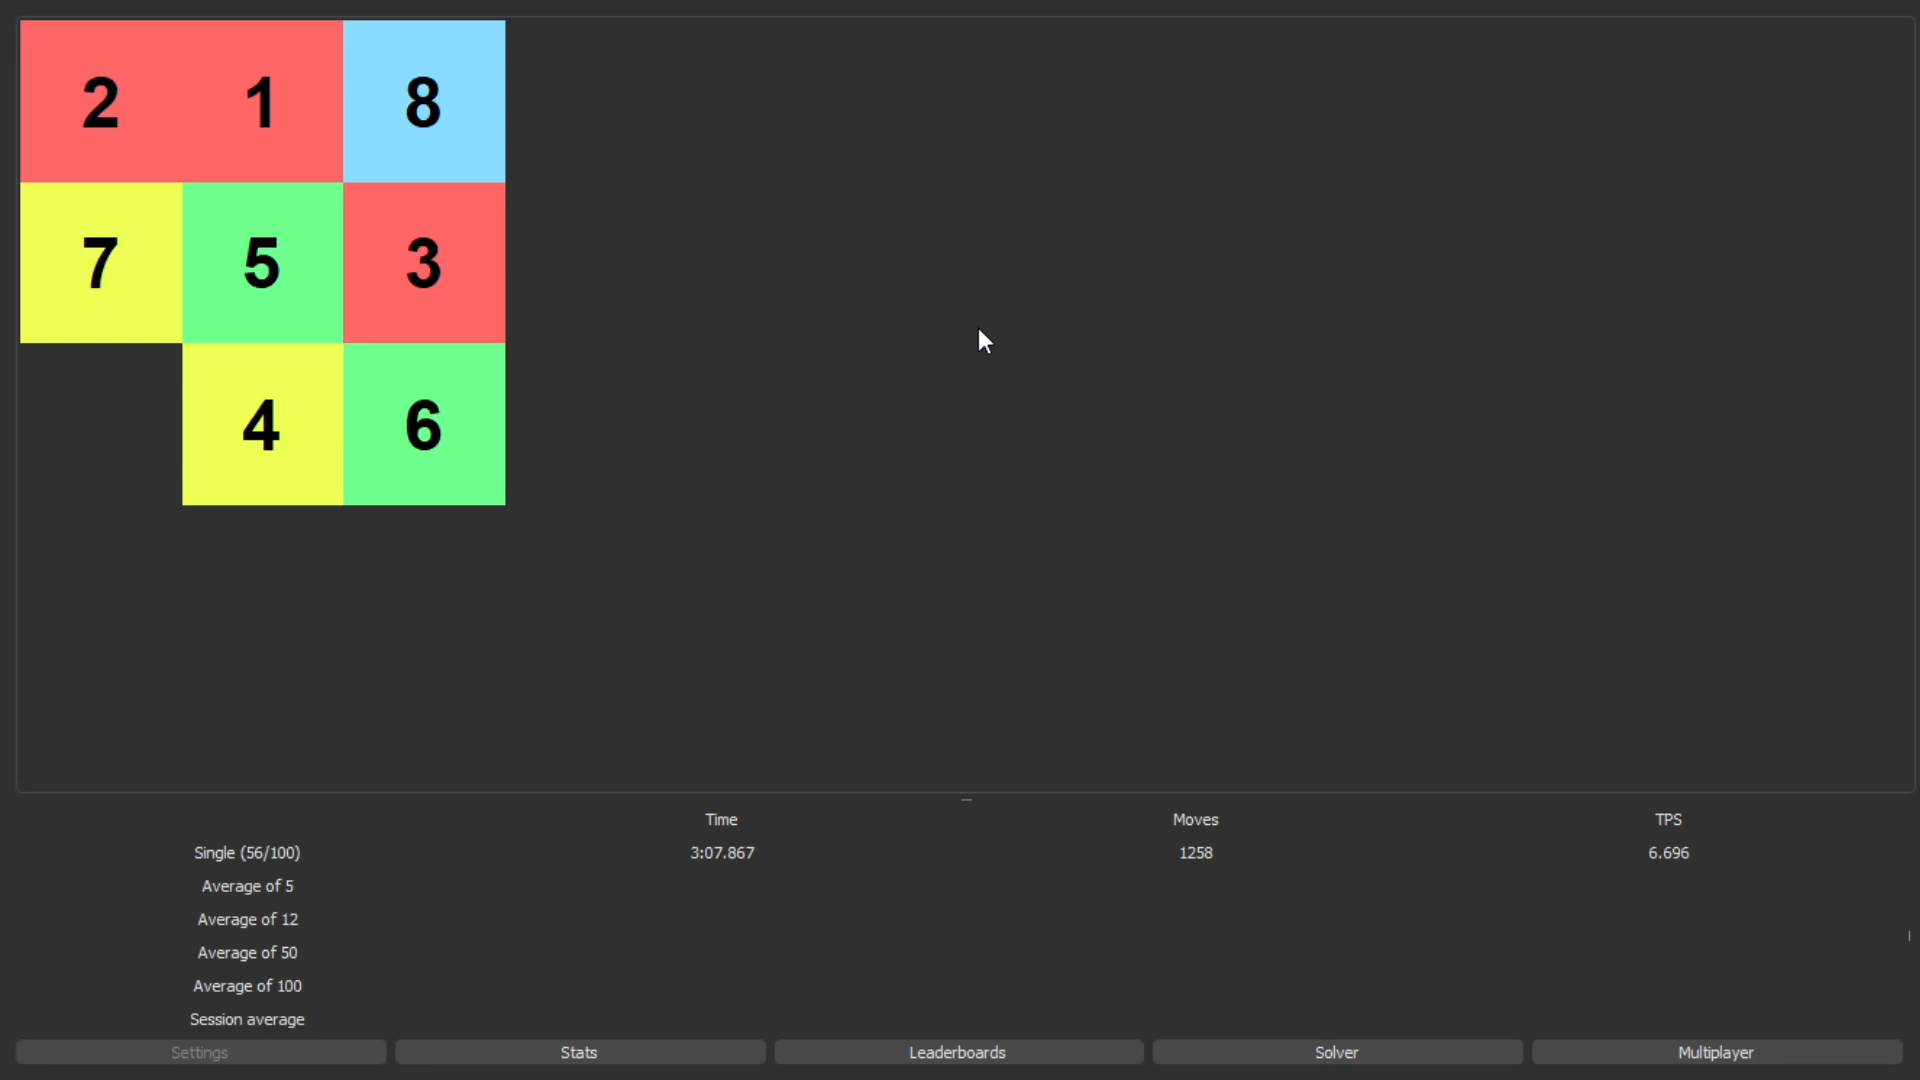 2 1 8
7 5 3
4 6
Time Moves TPS
Single (56/100) 3:07.867 1258 6.696
Average of 5
Average of 12
Average of 50
Average of 100
Session average
Settings Stats Leaderboards Solver Multiplayer